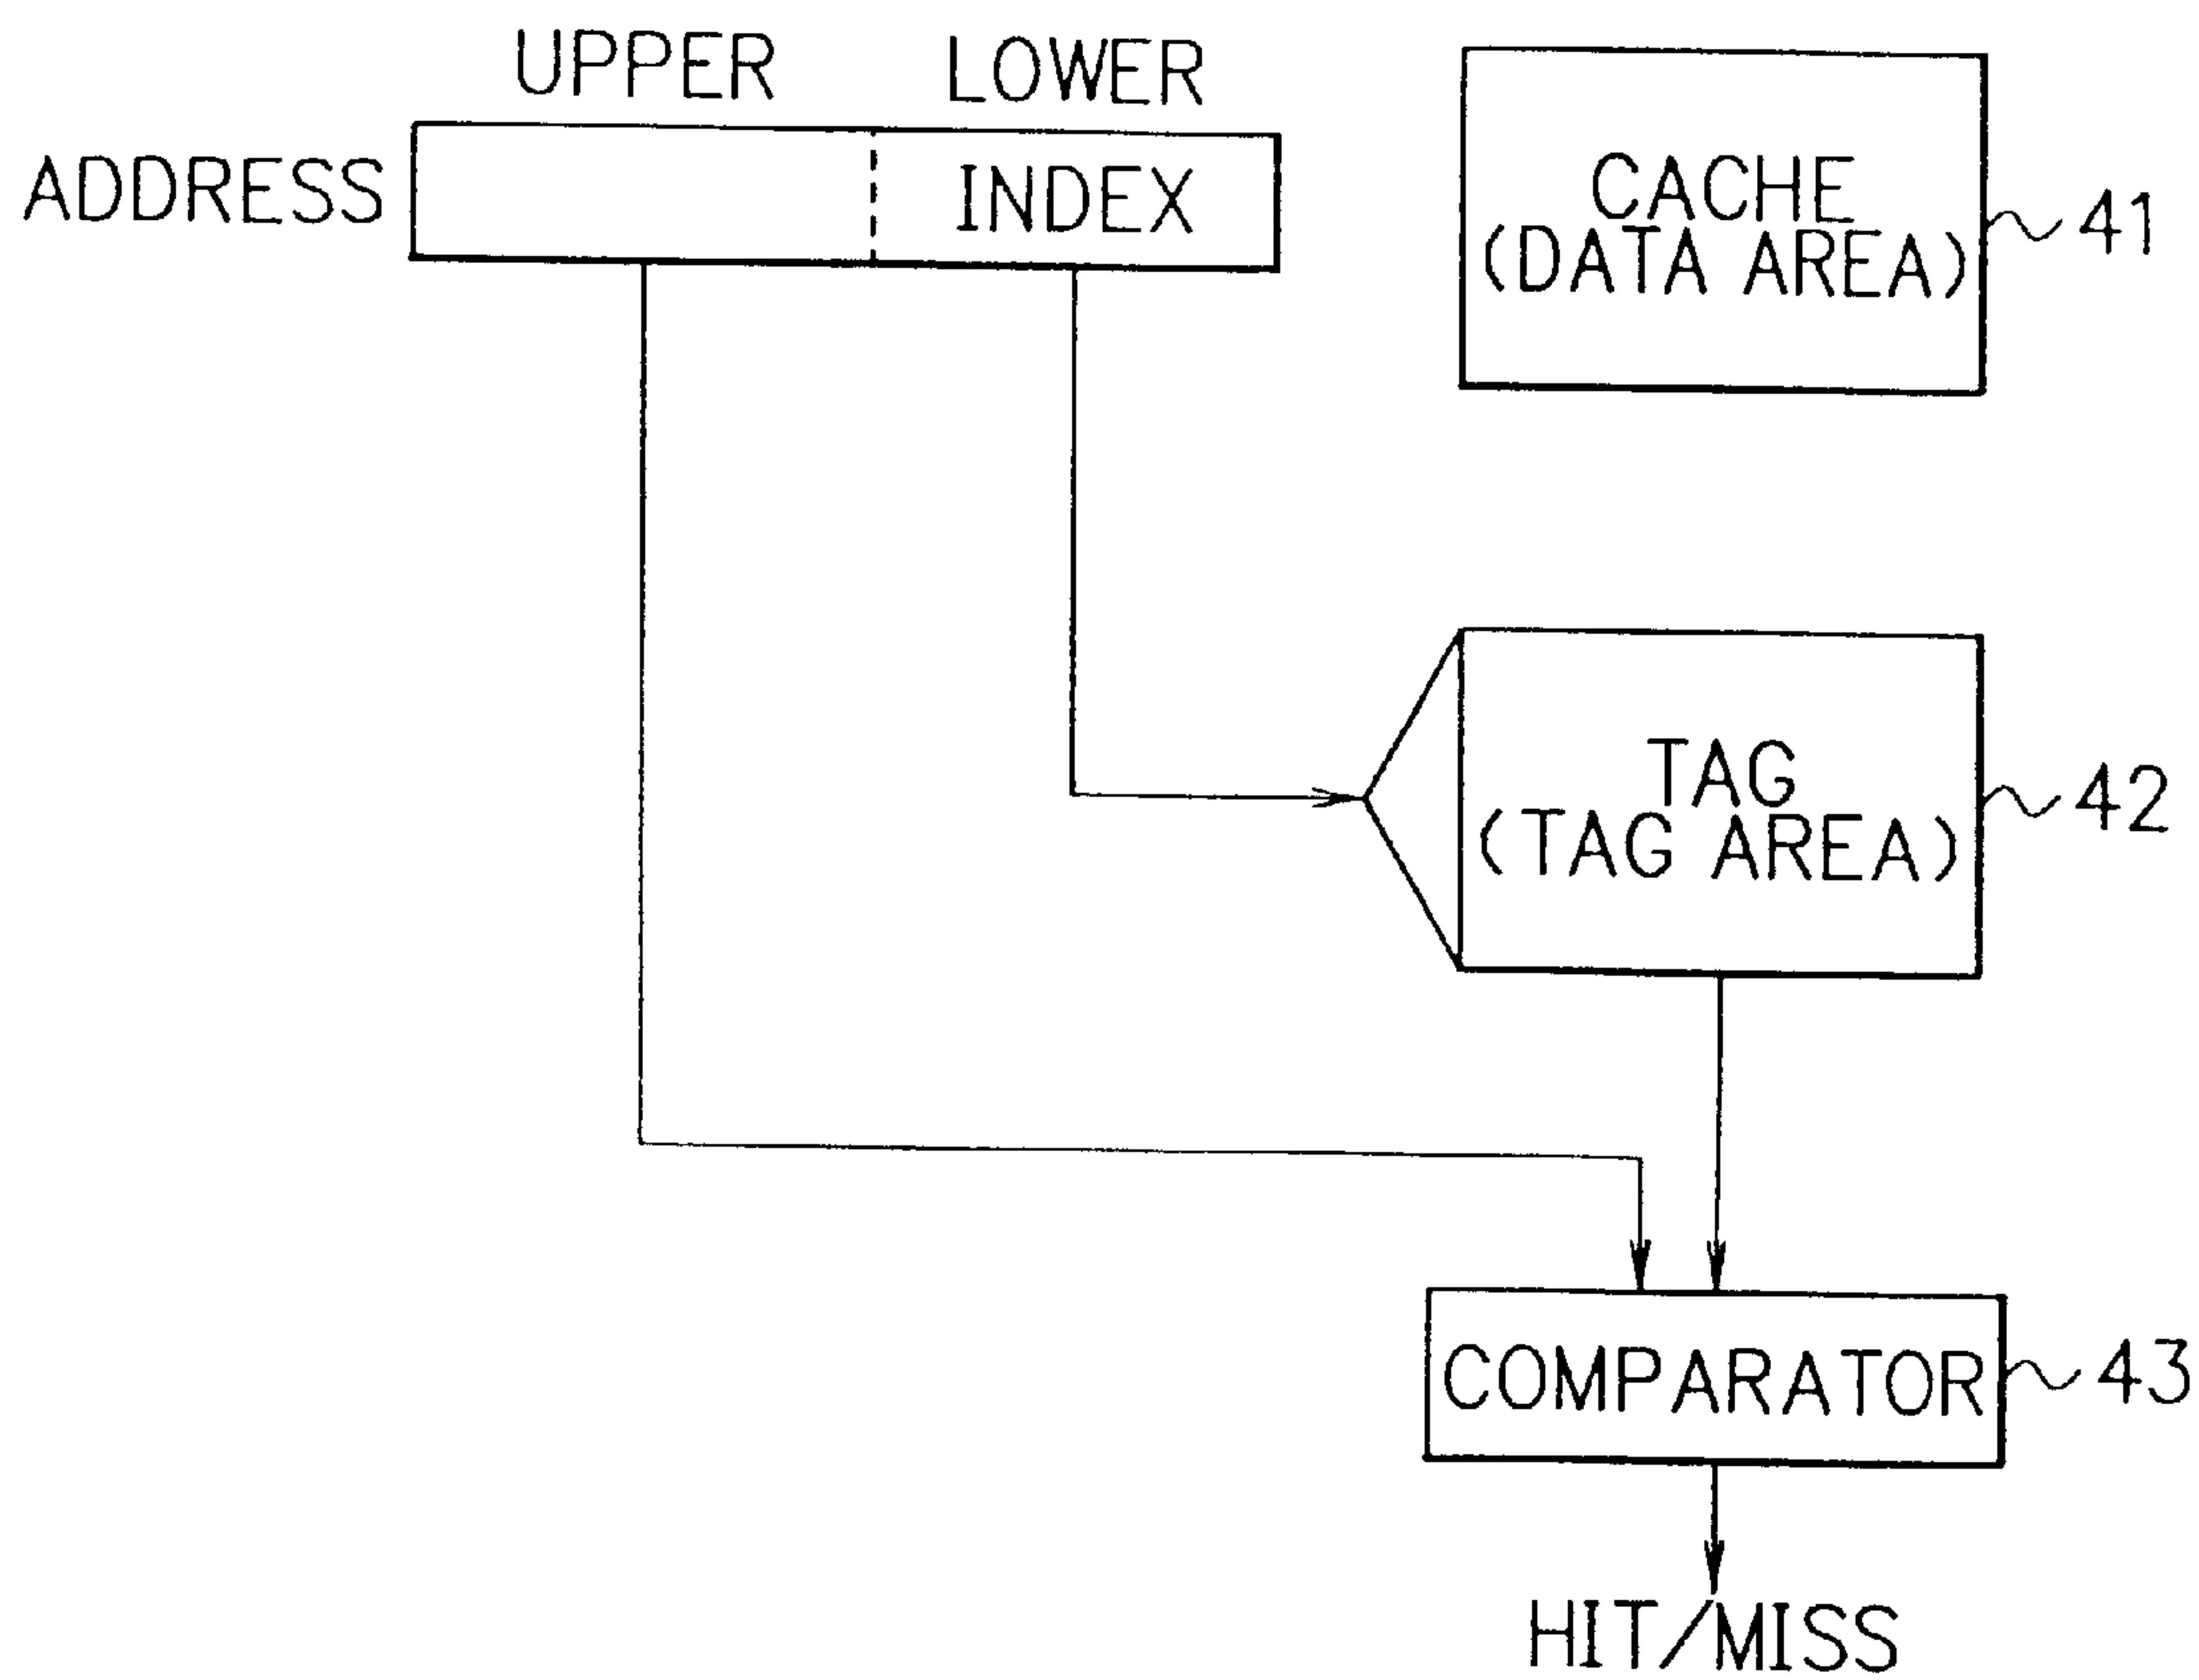 UPPER LOWER
ADDRESS INDEX
CACHE
(DATA AREA) 41
TAG
(TAG AREA) 42
COMPARATOR 43
HIT/MISS